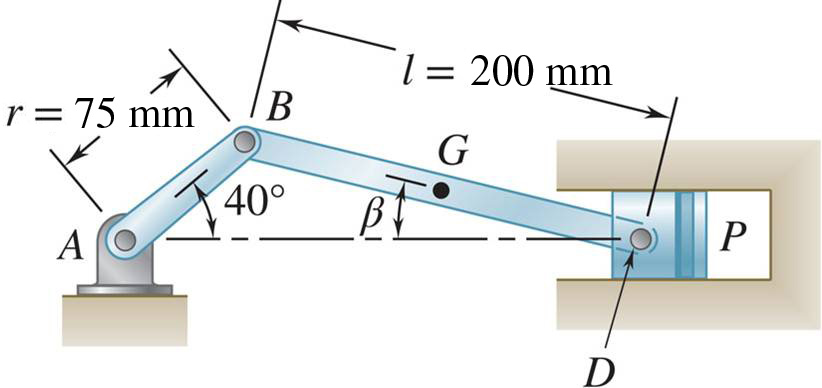 l = 200 mm
r = 75 mm
B
G
40°
β
A
P
D